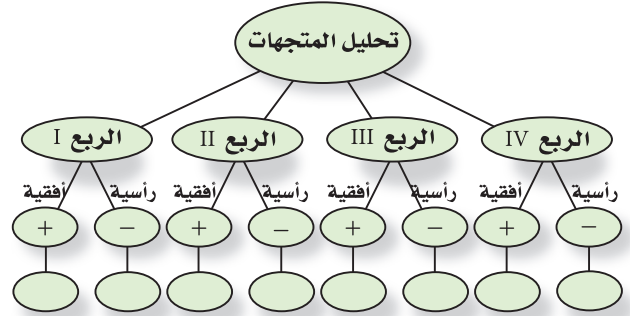 تحليل المتجهات
الربع I الربع II الربع III الربع IV
أفقية رأسية أفقية رأسية أفقية رأسية أفقية رأسية
+ − + − + − + −